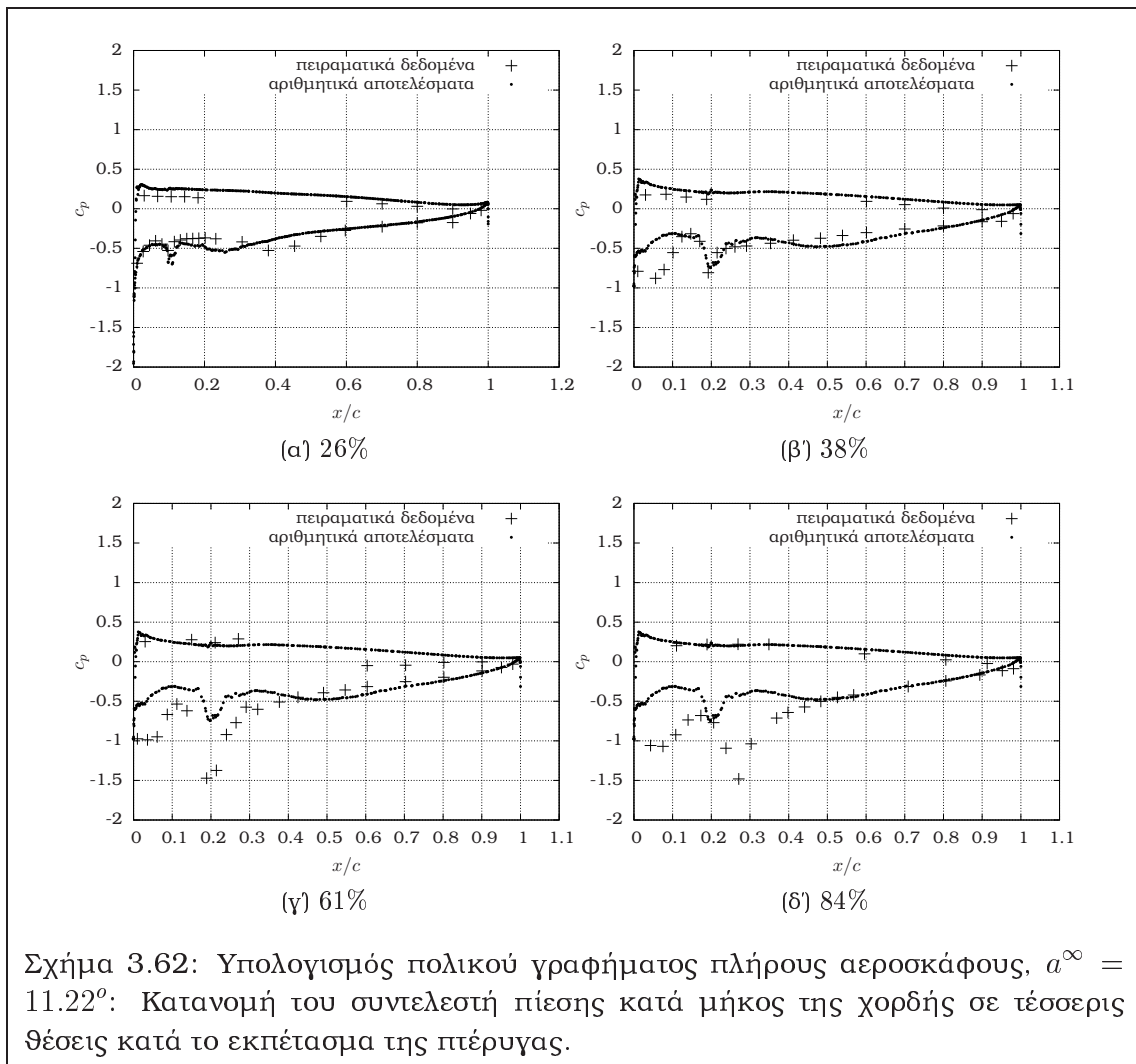 2
1.5
1
0.5
0
-0.5
-1
-1.5
-2
c_p
πειραματικά δεδομένα
αριθμητικά αποτελέσματα
0 0.2 0.4 0.6 0.8 1 1.2
x/c
(αʹ) 26%
2
1.5
1
0.5
0
-0.5
-1
-1.5
-2
c_p
πειραματικά δεδομένα
αριθμητικά αποτελέσματα
0 0.1 0.2 0.3 0.4 0.5 0.6 0.7 0.8 0.9 1 1.1
x/c
(βʹ) 38%
2
1.5
1
0.5
0
-0.5
-1
-1.5
-2
c_p
πειραματικά δεδομένα
αριθμητικά αποτελέσματα
0 0.1 0.2 0.3 0.4 0.5 0.6 0.7 0.8 0.9 1 1.1
x/c
(γʹ) 61%
2
1.5
1
0.5
0
-0.5
-1
-1.5
-2
c_p
πειραματικά δεδομένα
αριθμητικά αποτελέσματα
0 0.1 0.2 0.3 0.4 0.5 0.6 0.7 0.8 0.9 1 1.1
x/c
(δʹ) 84%
Σχήμα 3.62: Υπολογισμός πολικού γραφήματος πλήρους αεροσκάφους, a^∞ =
11.22^o: Κατανομή του συντελεστή πίεσης κατά μήκος της χορδής σε τέσσερις
ϑέσεις κατά το εκπέτασμα της πτέρυγας.